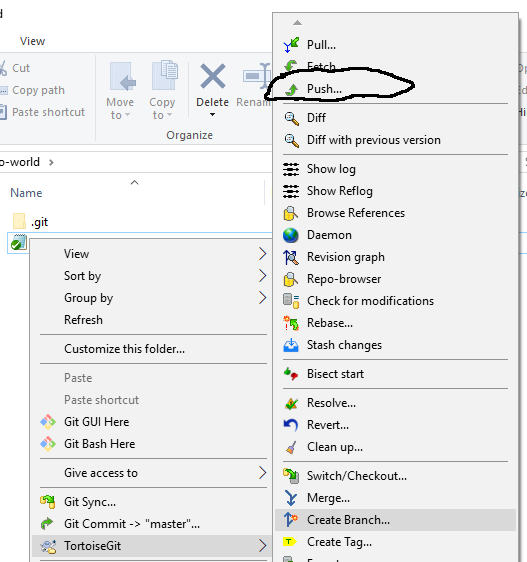 View
Cut
Copy path
Paste shortcut
Move
to
Copy
to
Delete
Renam
Organize
o-world
Name
.git
View
Sort by
Group by
Refresh
Customize this folder...
Paste
Paste shortcut
Git GUI Here
Git Bash Here
Give access to
Git Sync...
Git Commit -> "master"...
TortoiseGit
Pull...
Fetch
Push...
Diff
Diff with previous version
Show log
Show Reflog
Browse References
Daemon
Revision graph
Repo-browser
Check for modifications
Rebase...
Stash changes
Bisect start
Resolve...
Revert...
Clean up...
Switch/Checkout...
Merge...
Create Branch...
Create Tag...